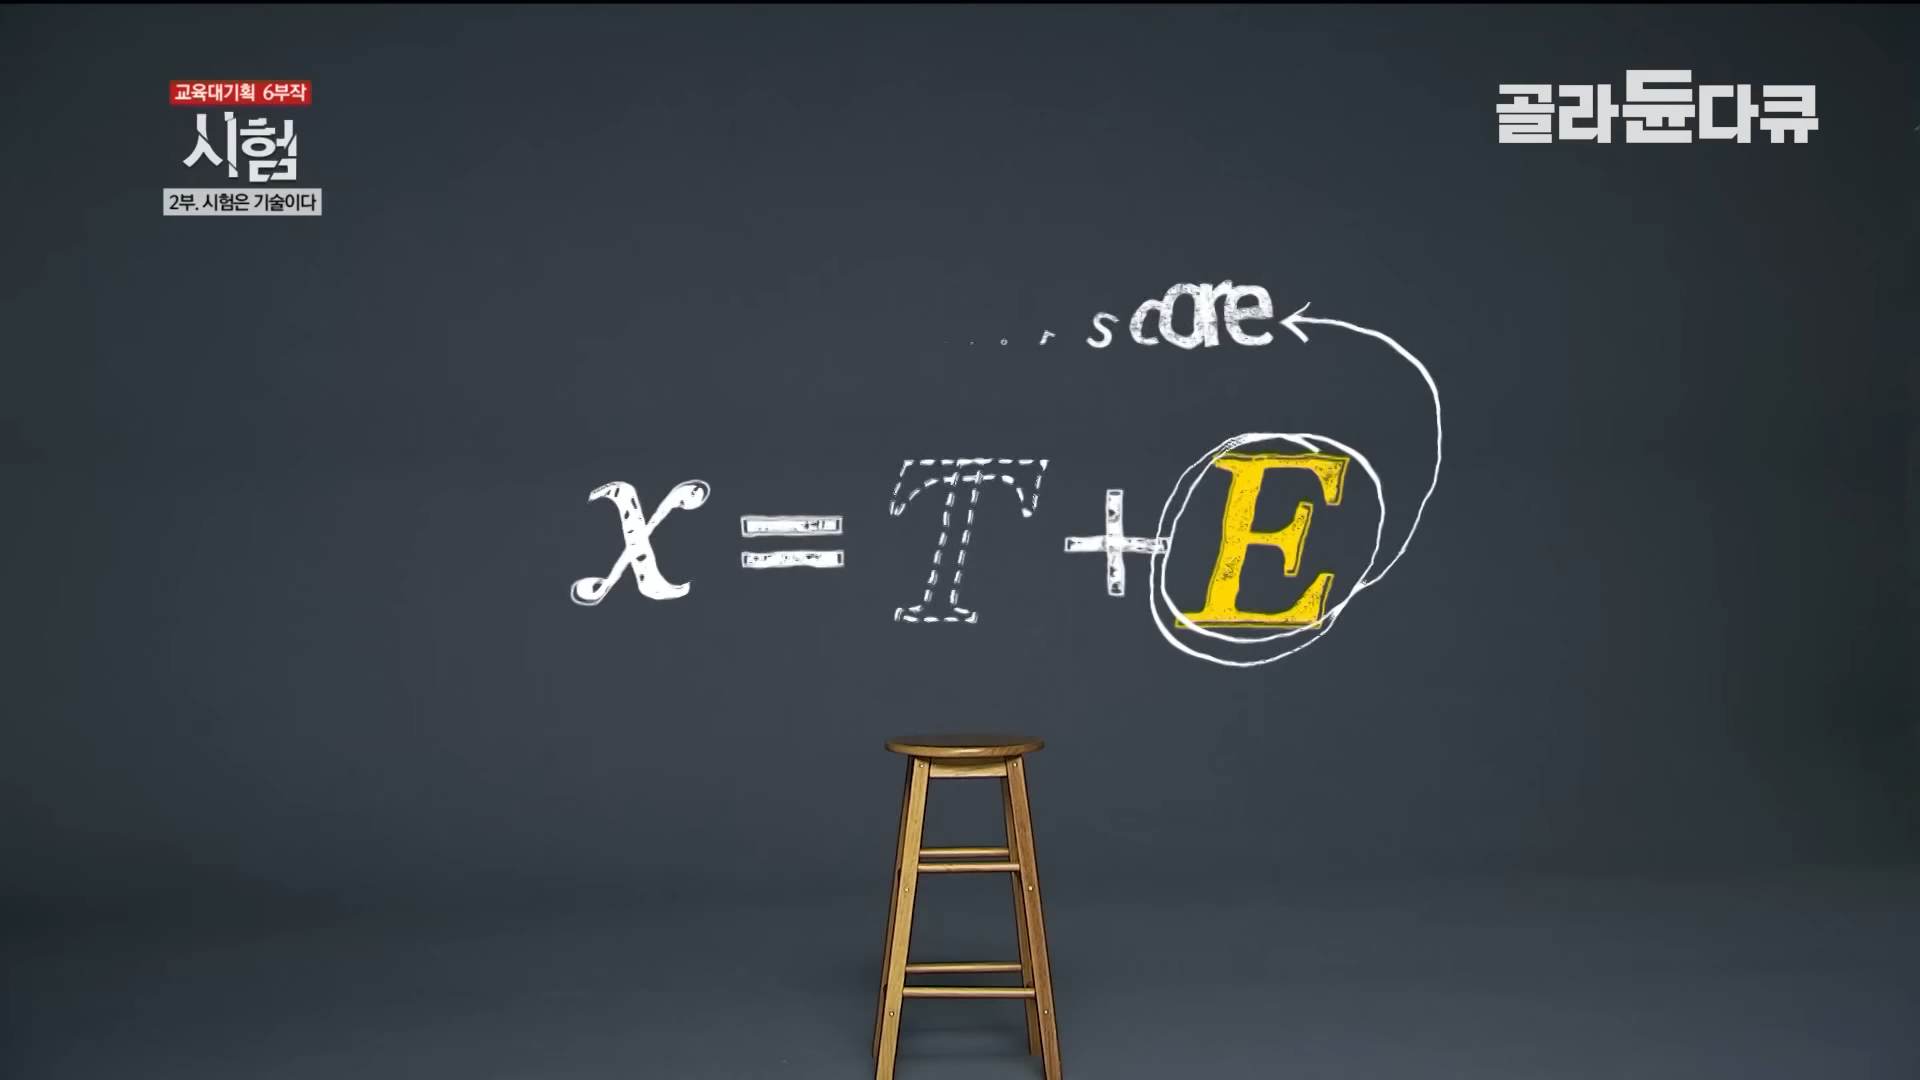 교육대기획 6부작
시험
2부. 시험은 기술이다
골라듄다큐
r score
x = T + E